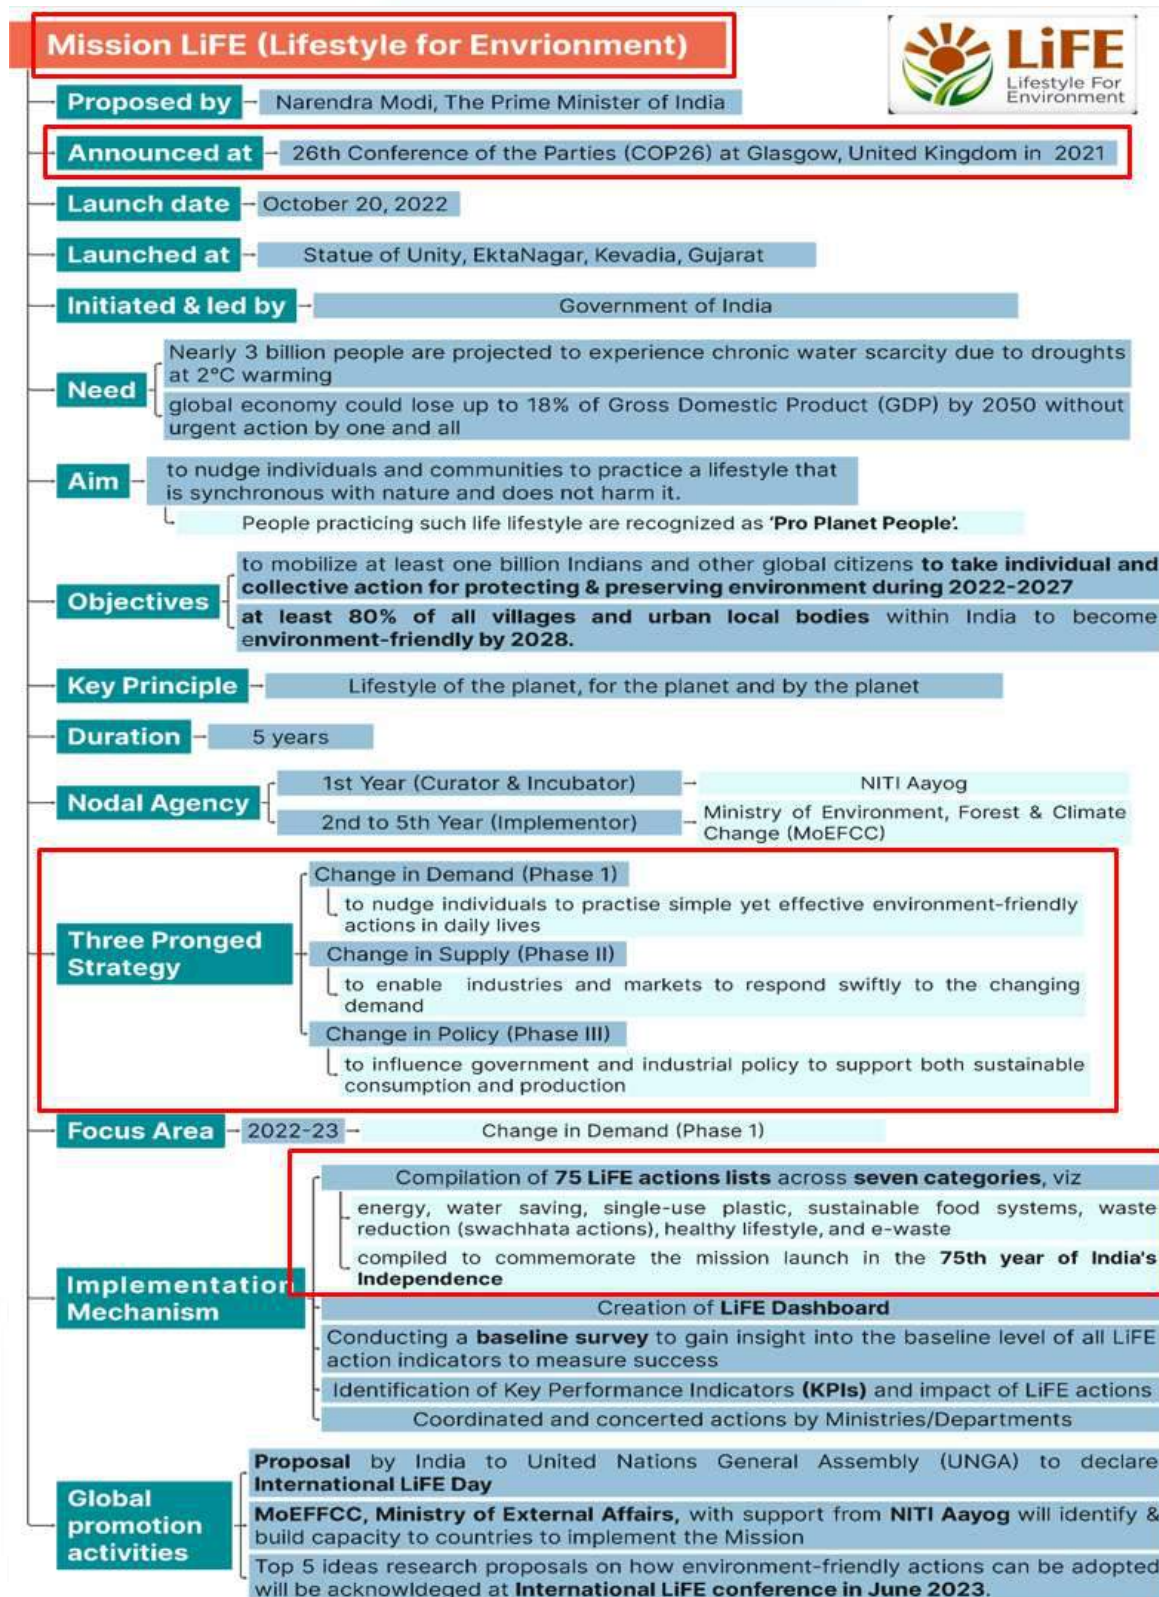 Mission LiFE (Lifestyle for Envrionment)
LiFE
Lifestyle For
Environment
Proposed by
Narendra Modi, The Prime Minister of India
Announced at
26th Conference of the Parties (COP26) at Glasgow, United Kingdom in 2021
Launch date
October 20, 2022
Launched at
Statue of Unity, EktaNagar, Kevadia, Gujarat
Initiated & led by
Government of India
Need
Nearly 3 billion people are projected to experience chronic water scarcity due to droughts
at 2°C warming
global economy could lose up to 18% of Gross Domestic Product (GDP) by 2050 without
urgent action by one and all
Aim
to nudge individuals and communities to practice a lifestyle that
is synchronous with nature and does not harm it.
People practicing such life lifestyle are recognized as 'Pro Planet People'.
Objectives
to mobilize at least one billion Indians and other global citizens to take individual and
collective action for protecting & preserving environment during 2022-2027
at least 80% of all villages and urban local bodies within India to become
environment-friendly by 2028.
Key Principle
Lifestyle of the planet, for the planet and by the planet
Duration
5 years
Nodal Agency
1st Year (Curator & Incubator)
NITI Aayog
2nd to 5th Year (Implementor)
Ministry of Environment, Forest & Climate
Change (MoEFCC)
Three Pronged
Strategy
Change in Demand (Phase 1)
to nudge individuals to practise simple yet effective environment-friendly
actions in daily lives
Change in Supply (Phase II)
to enable industries and markets to respond swiftly to the changing
demand
Change in Policy (Phase III)
to influence government and industrial policy to support both sustainable
consumption and production
Focus Area
2022-23
Change in Demand (Phase 1)
Implementation
Mechanism
Compilation of 75 LiFE actions lists across seven categories, viz
energy, water saving, single-use plastic, sustainable food systems, waste
reduction (swachhata actions), healthy lifestyle, and e-waste
compiled to commemorate the mission launch in the 75th year of India's
Independence
Creation of LiFE Dashboard
Conducting a baseline survey to gain insight into the baseline level of all LiFE
action indicators to measure success
Identification of Key Performance Indicators (KPIs) and impact of LiFE actions
Coordinated and concerted actions by Ministries/Departments
Global
promotion
activities
Proposal by India to United Nations General Assembly (UNGA) to declare
International LiFE Day
MoEFFCC, Ministry of External Affairs, with support from NITI Aayog will identify &
build capacity to countries to implement the Mission
Top 5 ideas research proposals on how environment-friendly actions can be adopted
will be acknowldeged at International LiFE conference in June 2023.